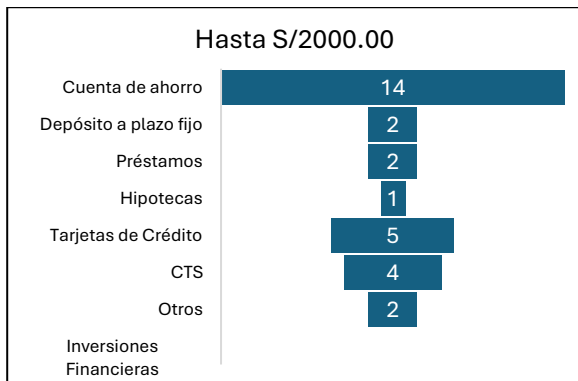 Hasta S/2000.00
Cuenta de ahorro 14
Depósito a plazo fijo 2
Préstamos 2
Hipotecas 1
Tarjetas de Crédito 5
CTS 4
Otros 2
Inversiones
Financieras